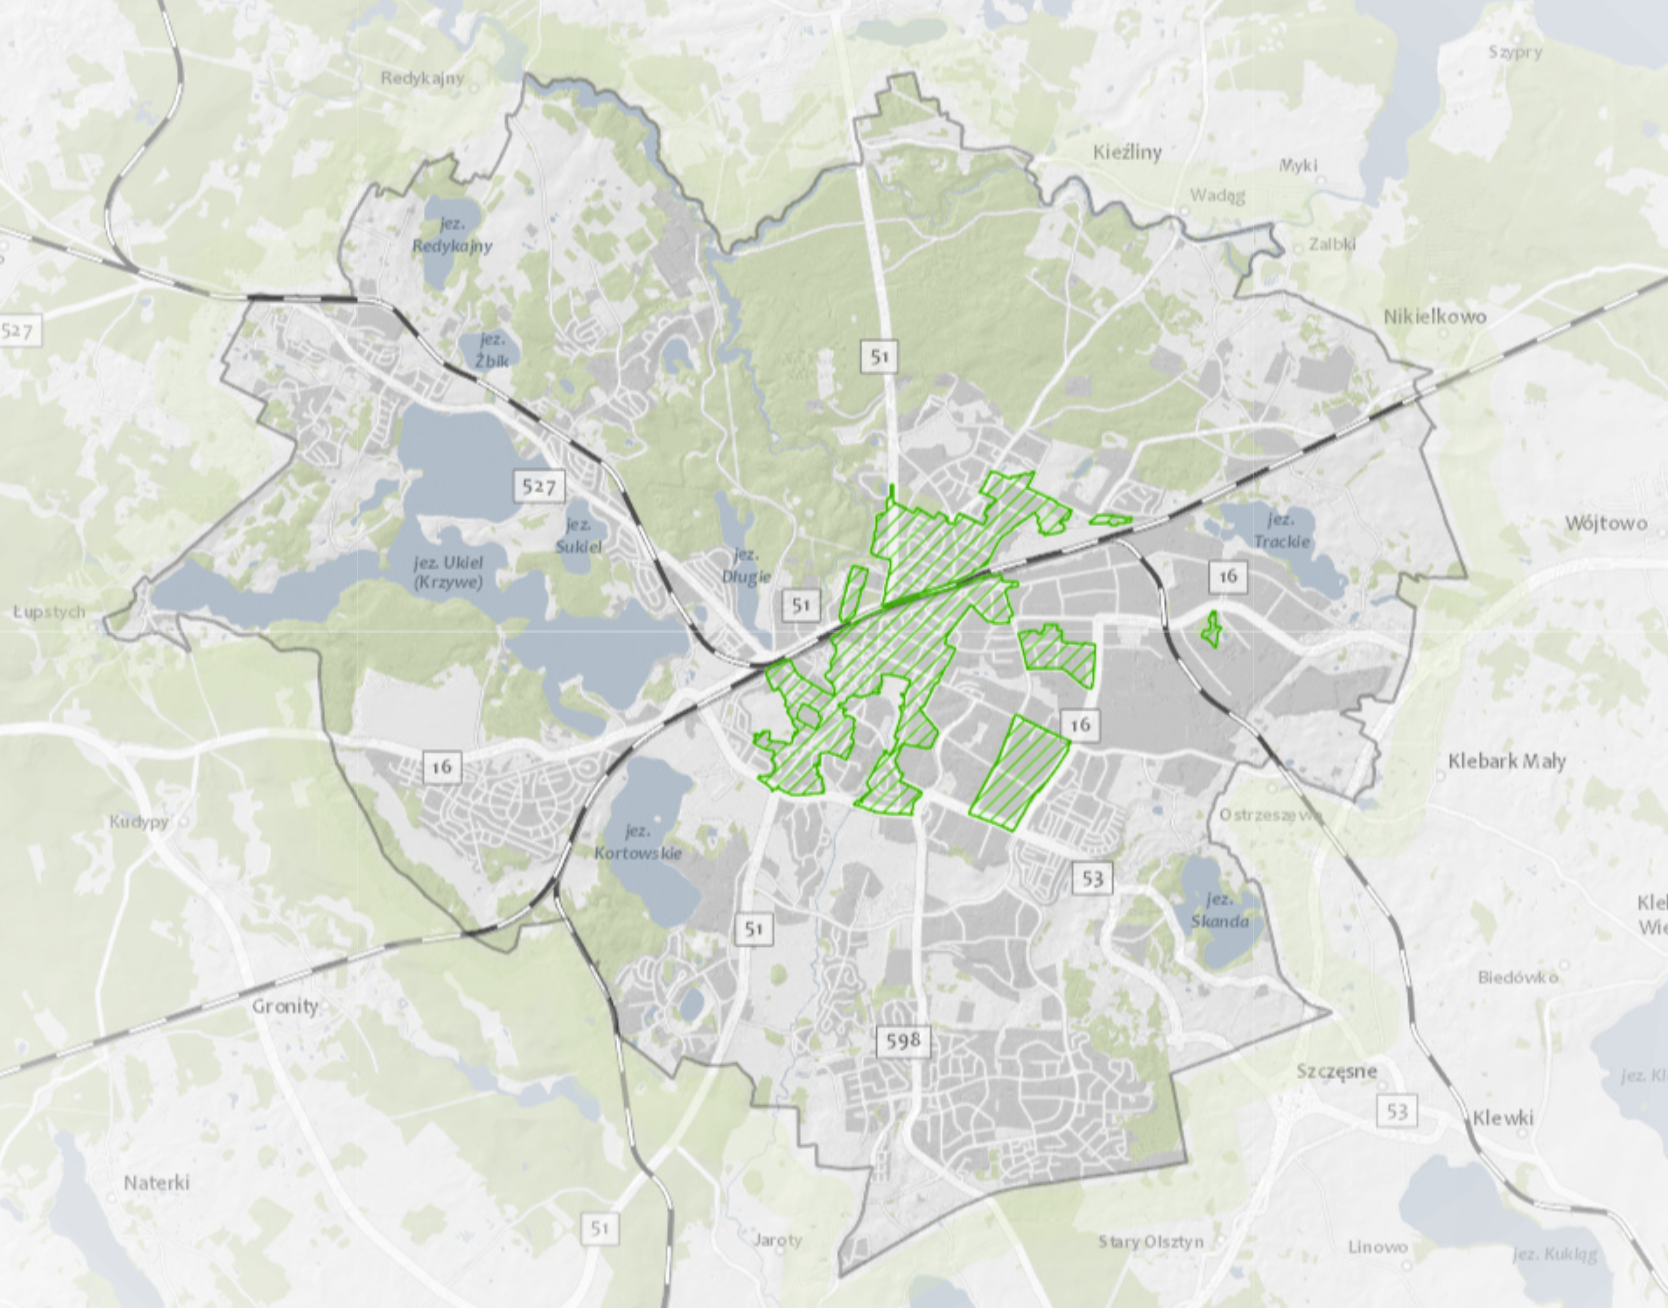 Szypry
Redykajny
Kieźliny
Myki
Wadąg
Zalbki
jez.
Redykajny
Nikielkowo
527
jez.
Żbik
51
527
Wójtowo
jez.
Sukiel
jez.
Trackie
jez. Ukiel
(Krzywe)
jez.
Długie
16
51
Łupstych
16
16
Klebark Mały
Kudypy
Ostrzeszewo
jez.
Kortowskie
53
jez.
Skanda
51
Biedówko
Gronity
598
Szczęsne
53
Klewki
Naterki
51
Jaroty
Stary Olsztyn
Linowo
jez. Kukląg